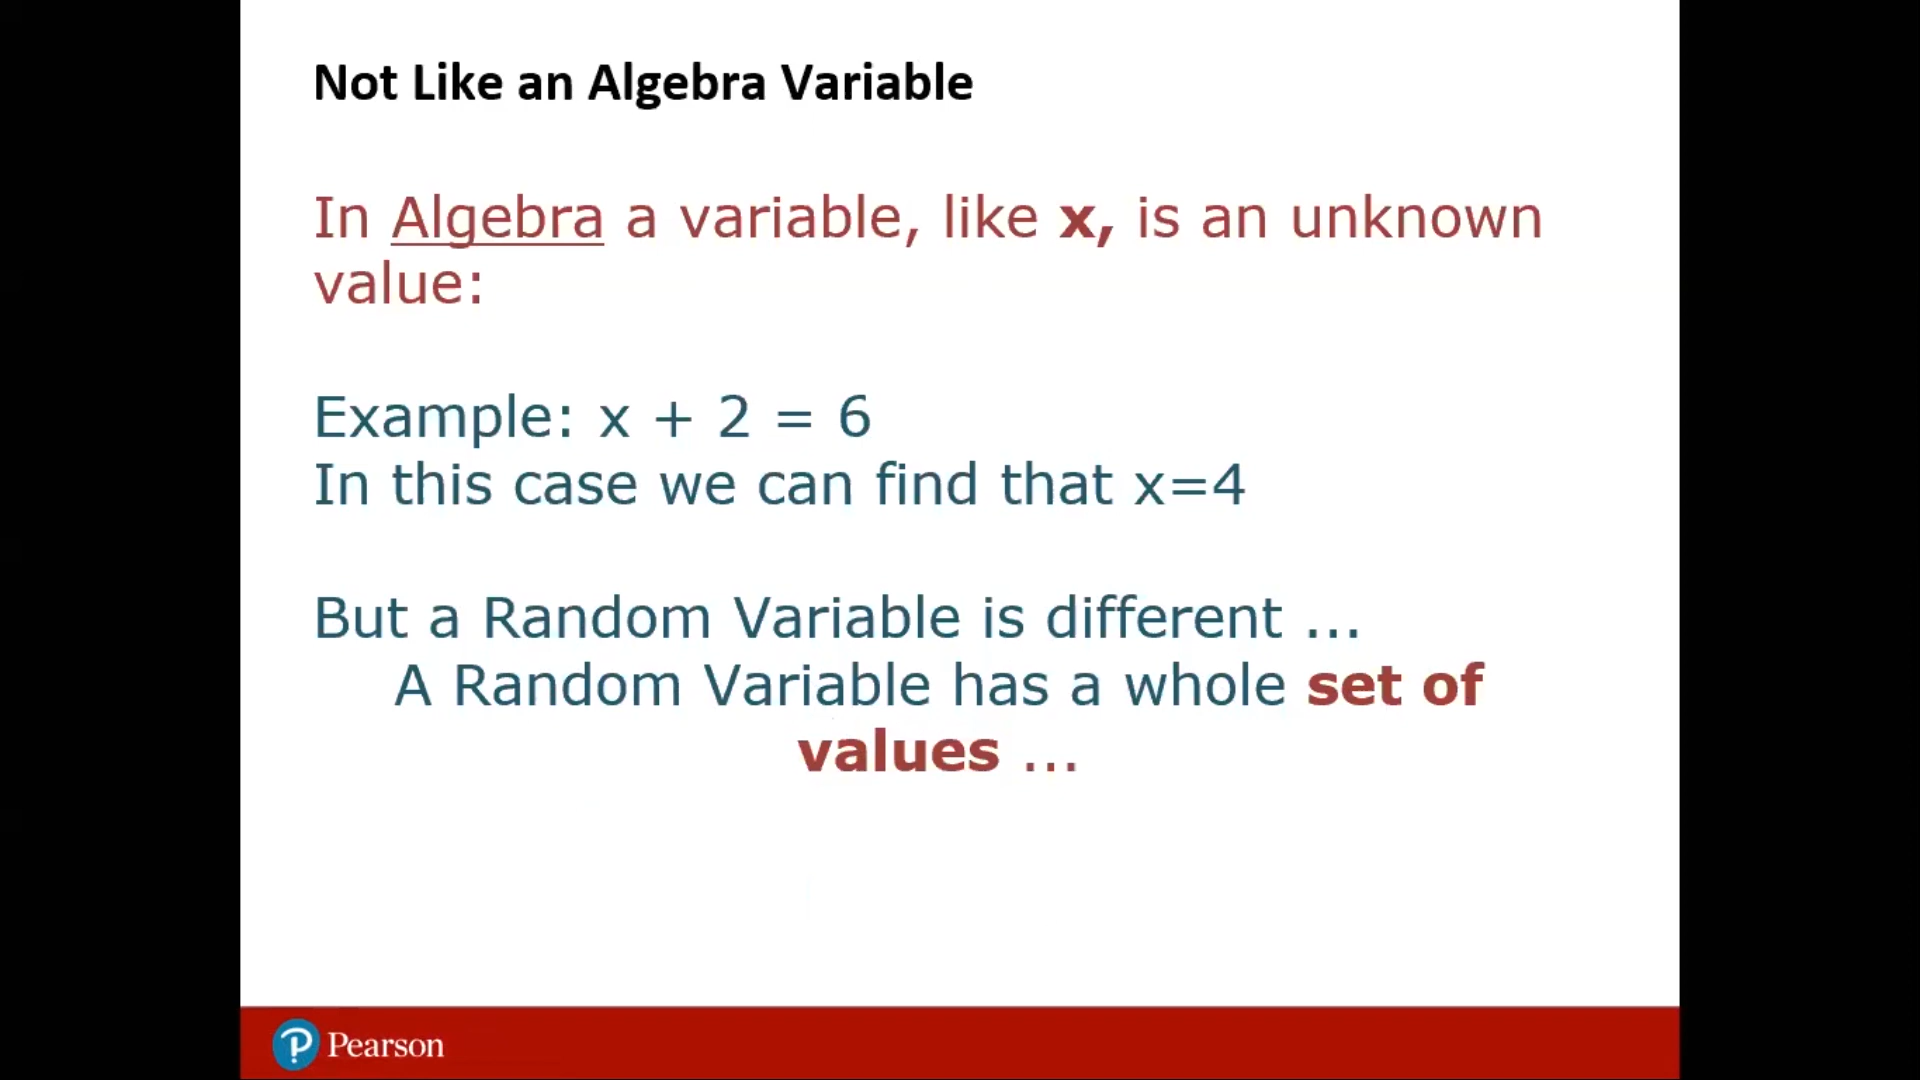 Not Like an Algebra Variable
In Algebra a variable, like x, is an unknown
value:
Example: x + 2 = 6
In this case we can find that x=4
But a Random Variable is different ...
A Random Variable has a whole set of
values ...
P Pearson